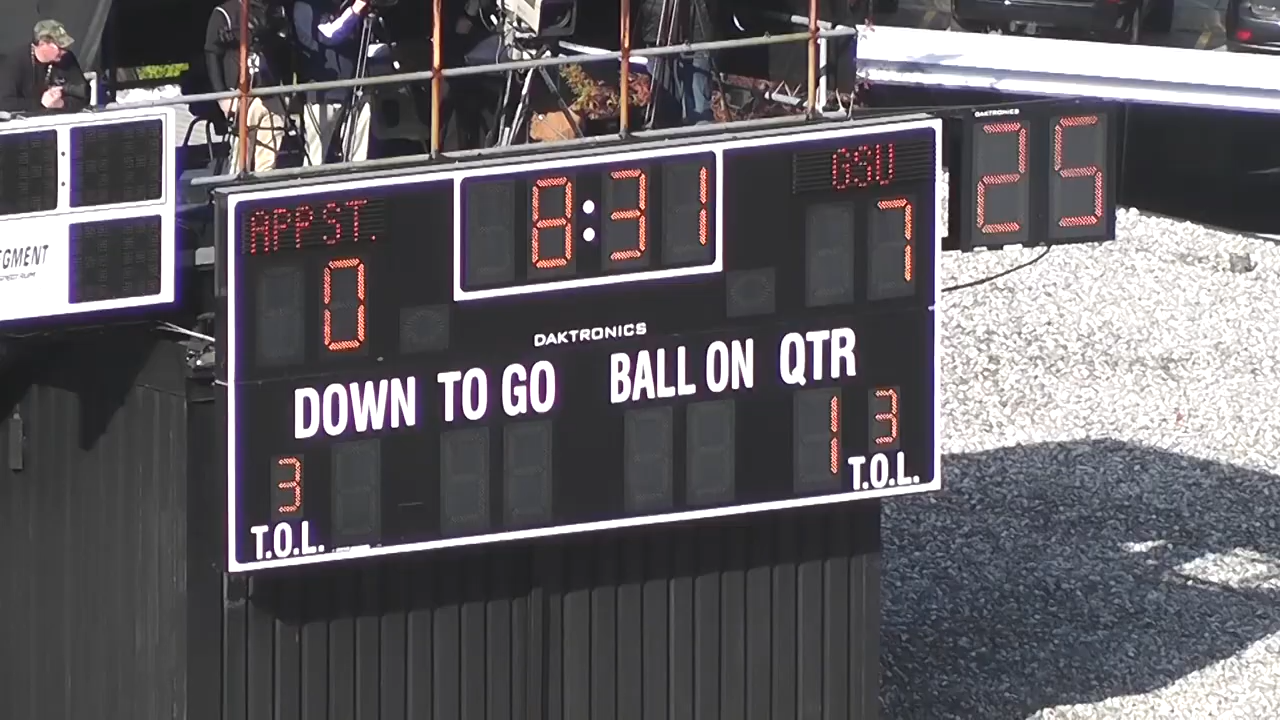 DAKTRONICS
25
APP ST.
8:31
GSU
0
7
DAKTRONICS
DOWN TO GO BALL ON QTR
3
1
3
T.O.L.
T.O.L.
GMENT